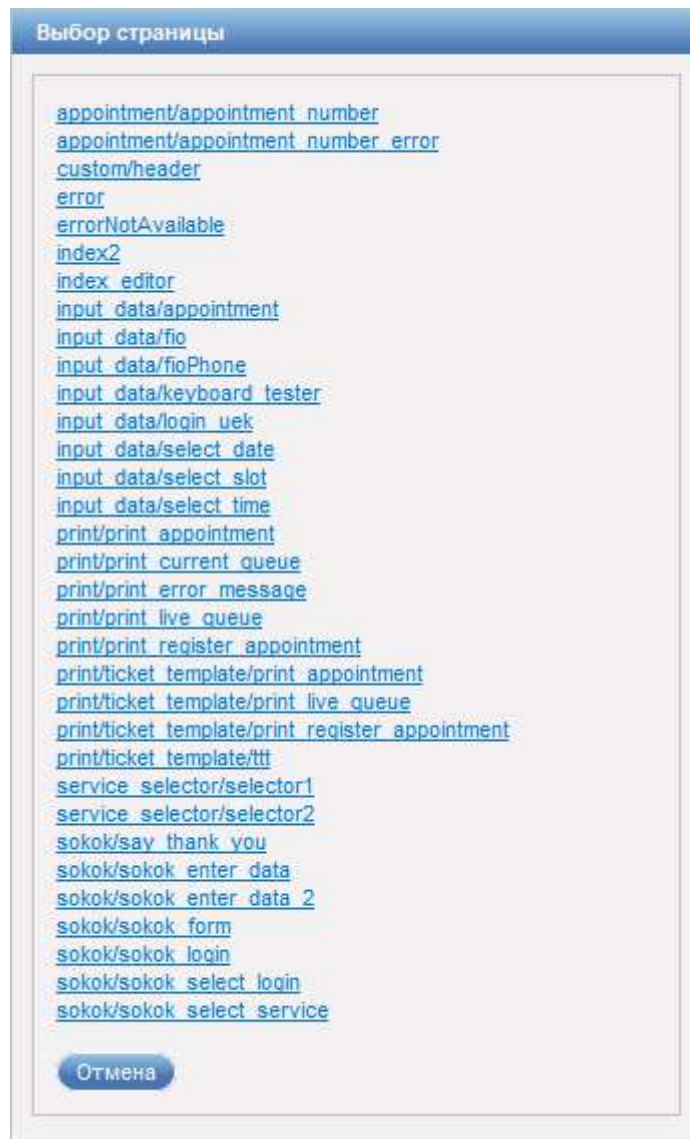 Выбор страницы
appointment/appointment_number
appointment/appointment_number_error
custom/header
error
errorNotAvailable
index2
index_editor
input_data/appointment
input_data/fio
input_data/fioPhone
input_data/keyboard_tester
input_data/login_uek
input_data/select_date
input_data/select_slot
input_data/select_time
print/print_appointment
print/print_current_queue
print/print_error_message
print/print_live_queue
print/print_register_appointment
print/ticket_template/print_appointment
print/ticket_template/print_live_queue
print/ticket_template/print_register_appointment
print/ticket_template/ttt
service_selector/selector1
service_selector/selector2
sokok/say_thank_you
sokok/sokok_enter_data
sokok/sokok_enter_data_2
sokok/sokok_form
sokok/sokok_login
sokok/sokok_select_login
sokok/sokok_select_service
Отмена